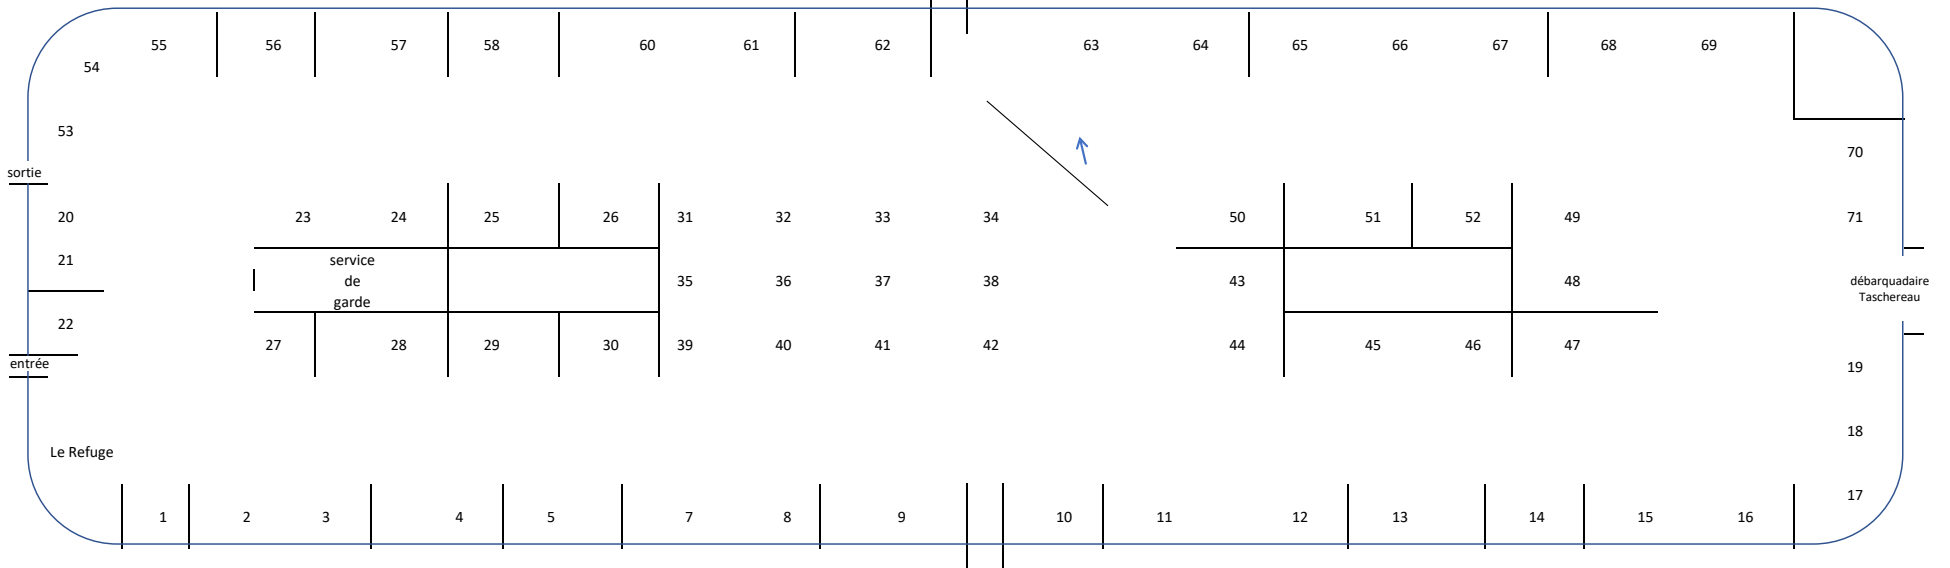 55 56 57 58 60 61 62 63 64 65 66 67 68 69
54
53
70
sortie
20 23 24 25 26 31 32 33 34 50 51 52 49 71
21
service
de
garde
35 36 37 38 43 48
débarquadaire
Taschereau
22
27 28 29 30 39 40 41 42 44 45 46 47
entrée
19
18
Le Refuge
17
1 2 3 4 5 7 8 9 10 11 12 13 14 15 16